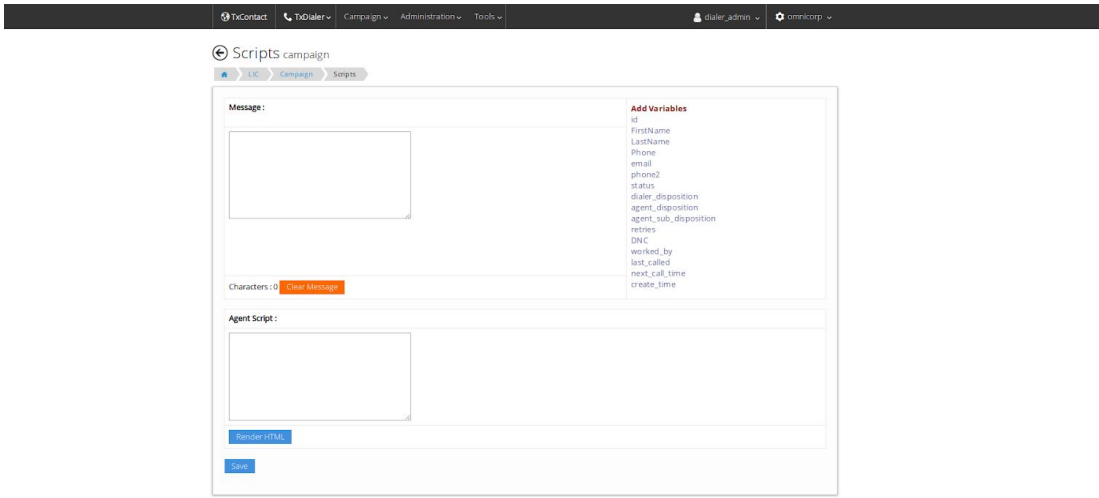 TxContact TxDialer Campaign Administration Tools dialer_admin omnicorp
Scripts campaign
LIC Campaign Scripts
Message :
Add Variables
id
FirstName
LastName
Phone
email
phone2
status
dialer_disposition
agent_disposition
agent_sub_disposition
retries
DNC
worked_by
last_called
next_call_time
create_time
Characters : 0 Clear Message
Agent Script :
Render HTML
Save